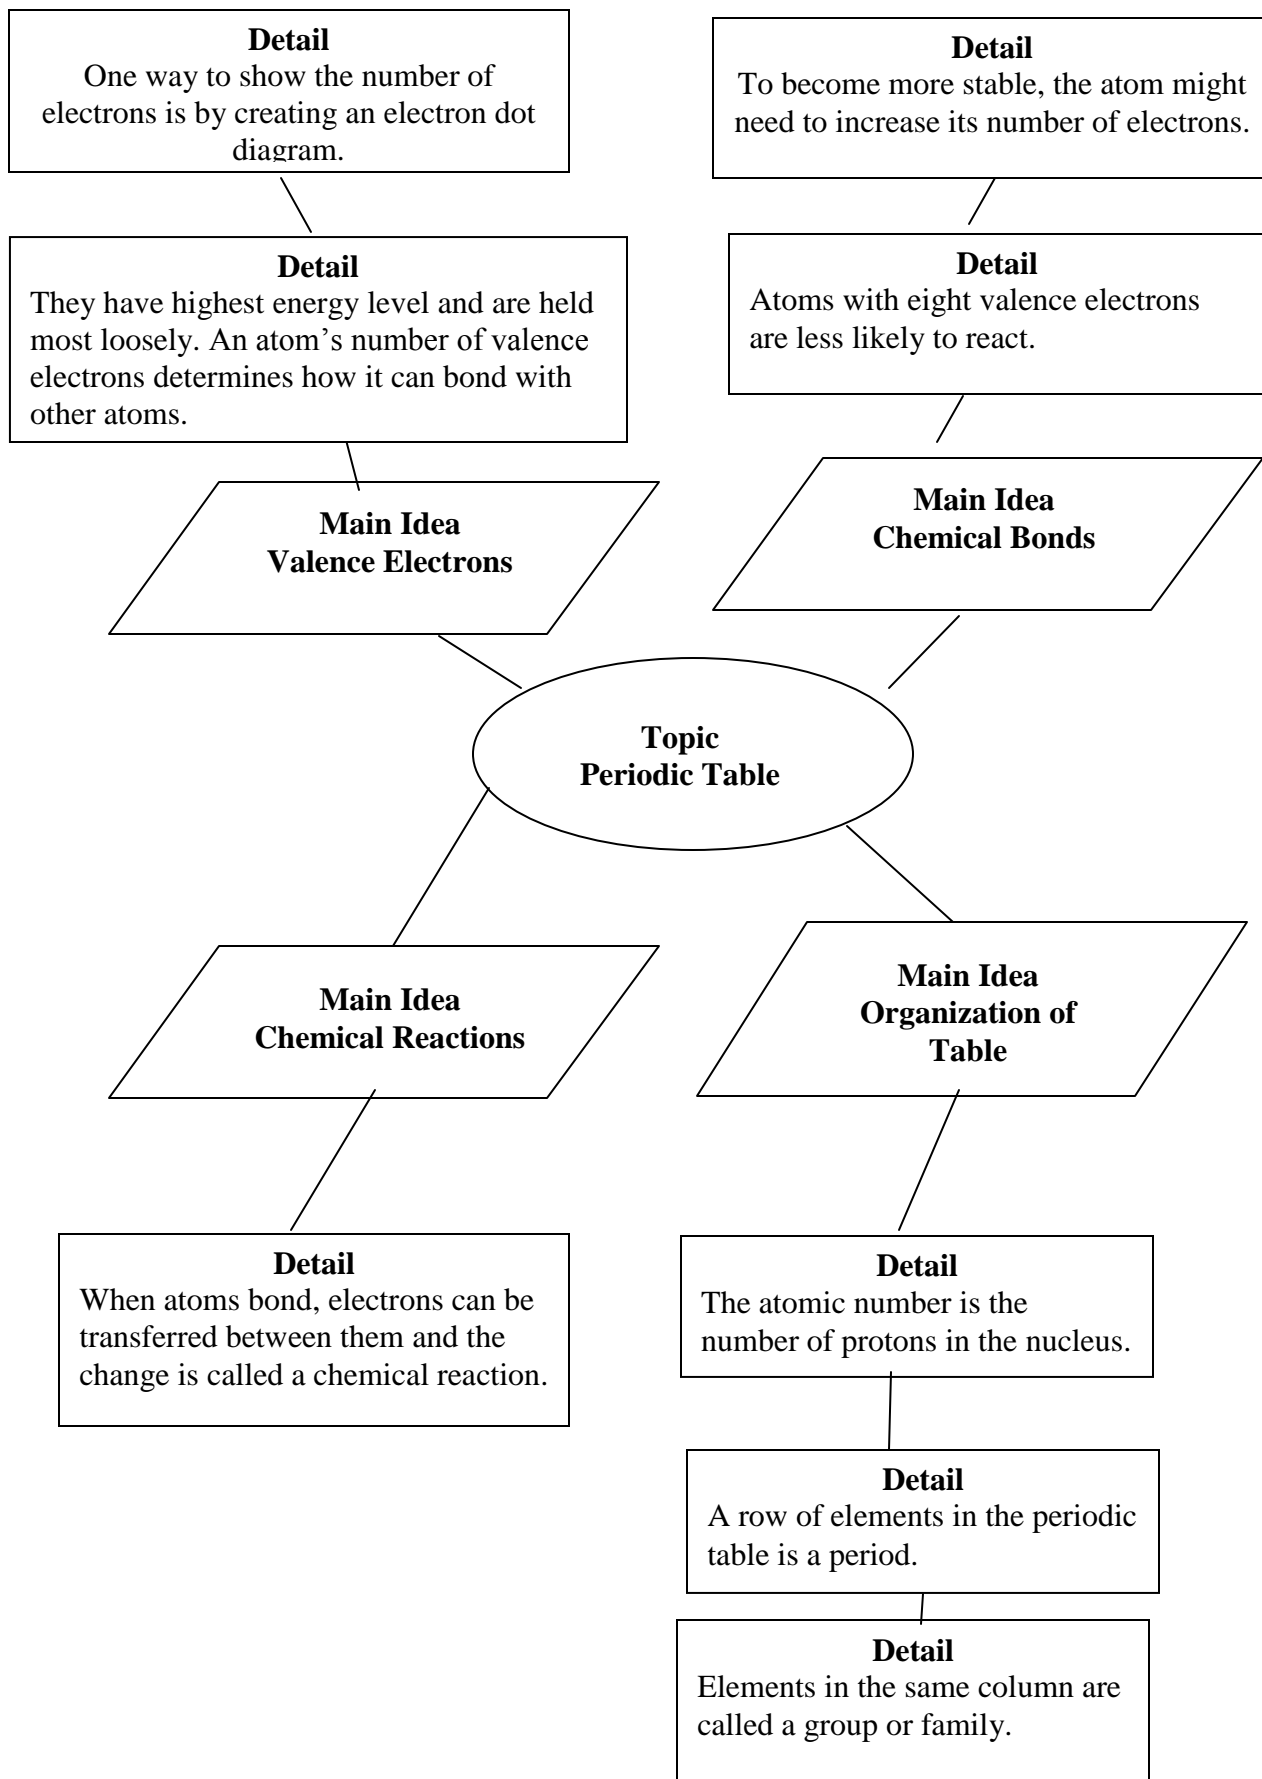 Detail
One way to show the number of
electrons is by creating an electron dot
diagram.
Detail
To become more stable, the atom might
need to increase its number of electrons.
Detail
They have highest energy level and are held
most loosely. An atom’s number of valence
electrons determines how it can bond with
other atoms.
Detail
Atoms with eight valence electrons
are less likely to react.
Main Idea
Valence Electrons
Main Idea
Chemical Bonds
Topic
Periodic Table
Main Idea
Chemical Reactions
Main Idea
Organization of
Table
Detail
When atoms bond, electrons can be
transferred between them and the
change is called a chemical reaction.
Detail
The atomic number is the
number of protons in the nucleus.
Detail
A row of elements in the periodic
table is a period.
Detail
Elements in the same column are
called a group or family.